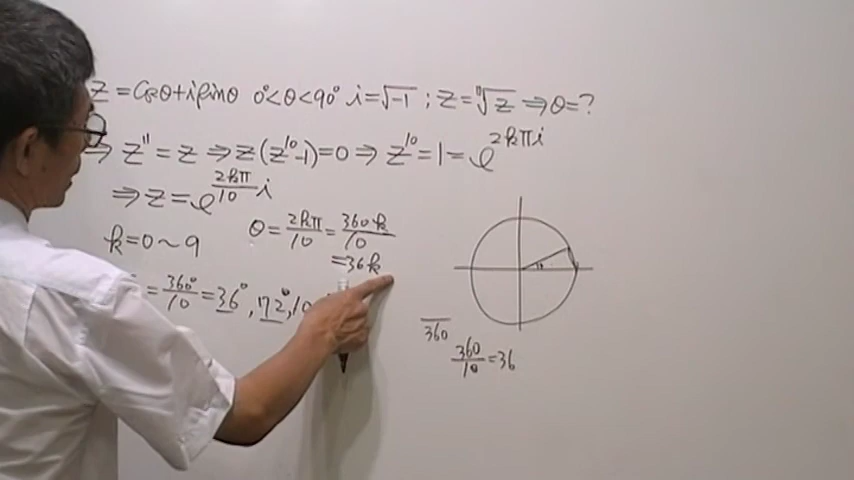 z = Cosθ+iSinθ 0°<θ<90° i=√-1 ; z=ⁿ√z ⇒θ=?
⇒ z¹¹ = z ⇒ z(z¹⁰-1)=0 ⇒ z¹⁰=1= e^(2kπi)
⇒ z = e^(2kπ/10 i)
k=0~9
θ = 2kπ/10 = 360k/10
=36k
= 360°/10 = 36°, 72°, 10
360
360/10 =36